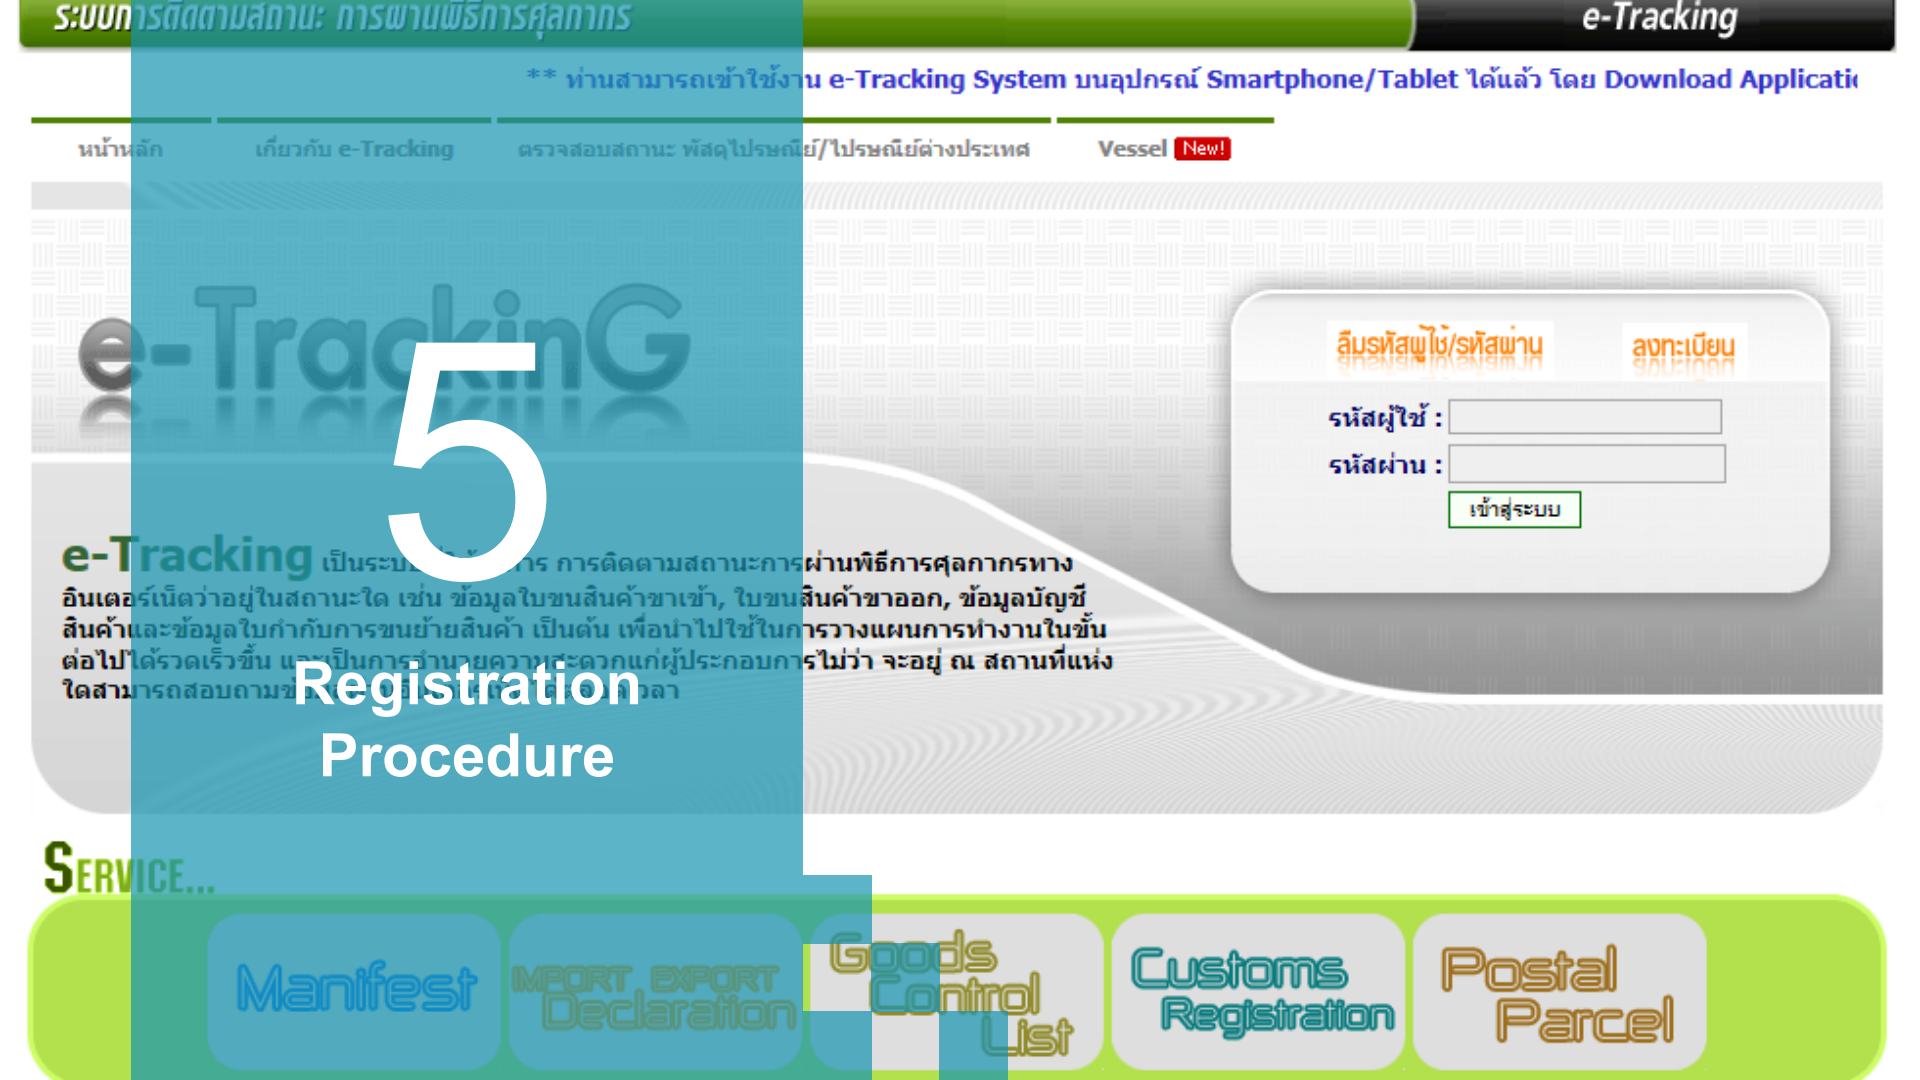 ระบบการติดตามสถานะ การผ่านพิธีการศุลกากร
e-Tracking
** ท่านสามารถเข้าใช้งาน e-Tracking System บนอุปกรณ์ Smartphone/Tablet ได้แล้ว โดย Download Applicati
หน้าหลัก
เกี่ยวกับ e-Tracking
ตรวจสอบสถานะ พัสดุไปรษณีย์/ไปรษณีย์ต่างประเทศ
Vessel New!
e-TrackinG
ลืมรหัสผู้ใช้/รหัสผ่าน
ลงทะเบียน
รหัสผู้ใช้ :
รหัสผ่าน :
เข้าสู่ระบบ
5
Registration
Procedure
e-Tracking เป็นระบบ การ การติดตามสถานะการผ่านพิธีการศุลกากรทาง
อินเตอร์เน็ตว่าอยู่ในสถานะใด เช่น ข้อมูลใบขนสินค้าขาเข้า, ใบขนสินค้าขาออก, ข้อมูลบัญชี
สินค้าและข้อมูลใบกำกับการขนย้ายสินค้า เป็นต้น เพื่อนำไปใช้ในการวางแผนการทำงานในขั้น
ต่อไปได้รวดเร็วขึ้น และเป็นการอำนวยความสะดวกแก่ผู้ประกอบการไม่ว่า จะอยู่ ณ สถานที่แห่ง
ใดสามารถสอบถาม
SERVICE...
Manifest
IMPORT EXPORT
Declaration
Goods
Control
List
Customs
Registration
Postal
Parcel